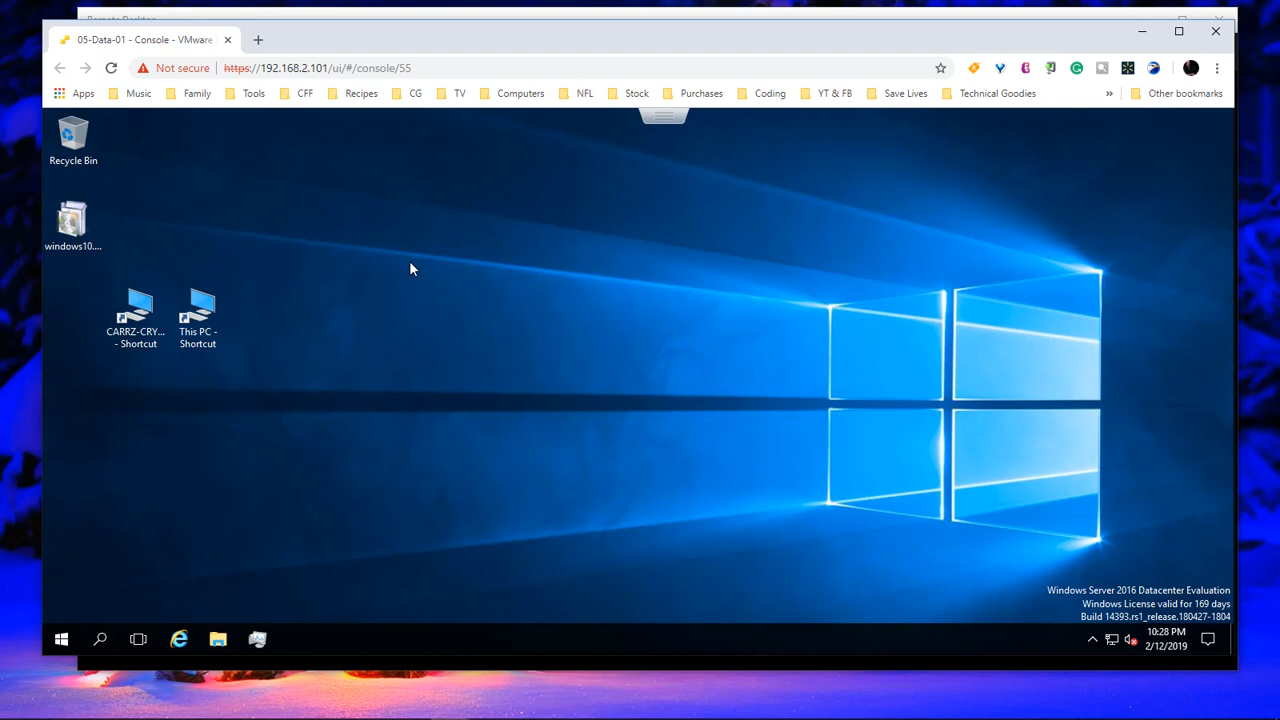 Remote Desktop
05-Data-01 - Console - VMware
Not secure
https://192.168.2.101/ui/#/console/55
Apps
Music
Family
Tools
CFF
Recipes
CG
TV
Computers
NFL
Stock
Purchases
Coding
YT & FB
Save Lives
Technical Goodies
»
Other bookmarks
Recycle Bin
windows10....
CARRZ-CRY...
- Shortcut
This PC -
Shortcut
Windows Server 2016 Datacenter Evaluation
Windows License valid for 169 days
Build 14393.rs1_release.180427-1804
10:28 PM
2/12/2019